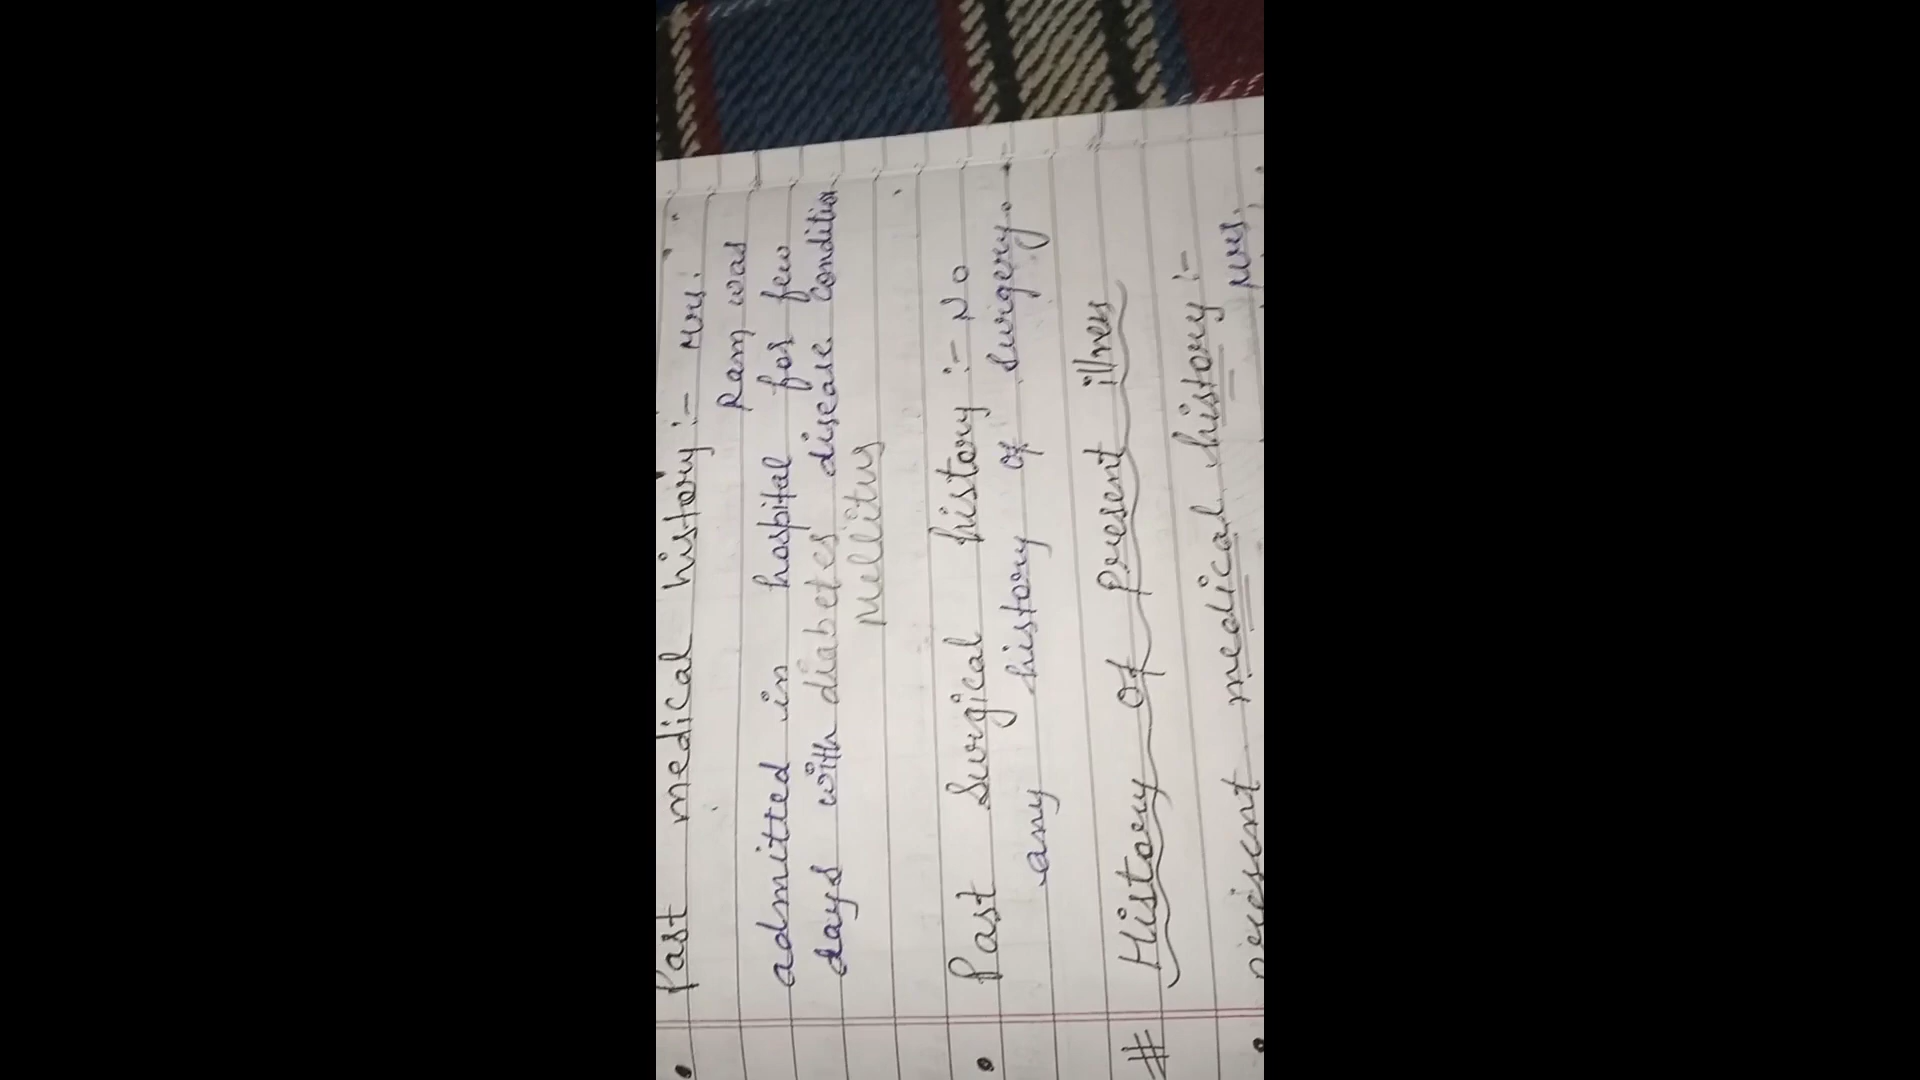 • Past medical history :- Mrs.
Ram was
admitted in hospital for few
days with diabetes disease condition
Mellitus
• Past Surgical history :- No
any history of surgery.
# History of present illness
• present medical history :-
Mrs.